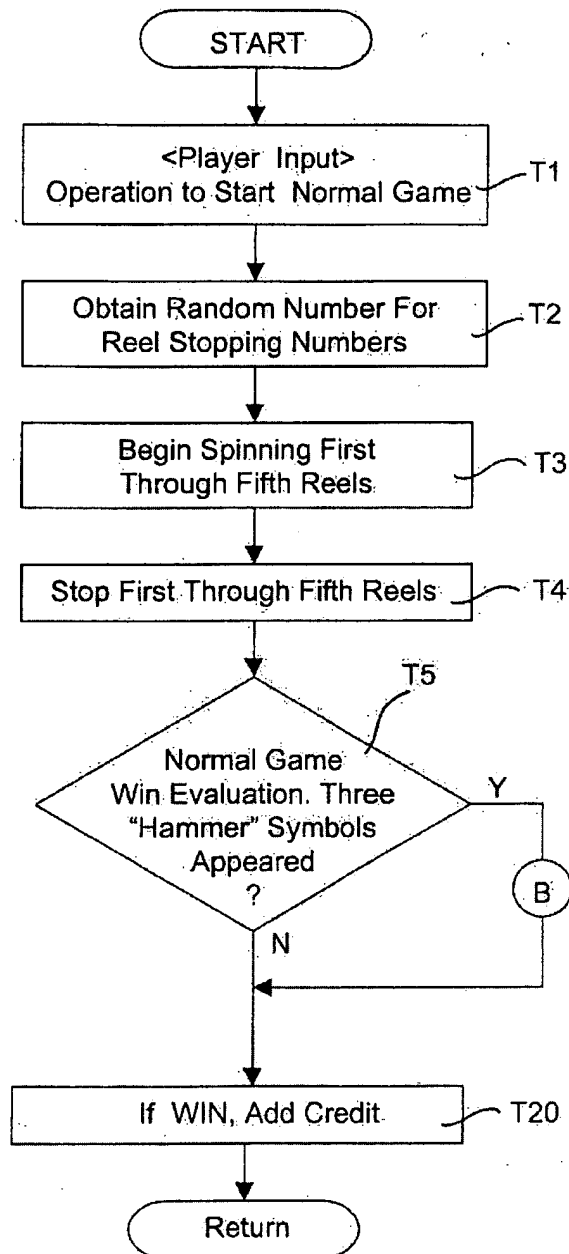 START
<Player Input>
Operation to Start Normal Game
T1
Obtain Random Number For
Reel Stopping Numbers
T2
Begin Spinning First
Through Fifth Reels
T3
Stop First Through Fifth Reels
T4
T5
Normal Game
Win Evaluation. Three
“Hammer” Symbols
Appeared
?
Y
B
N
If WIN, Add Credit
T20
Return